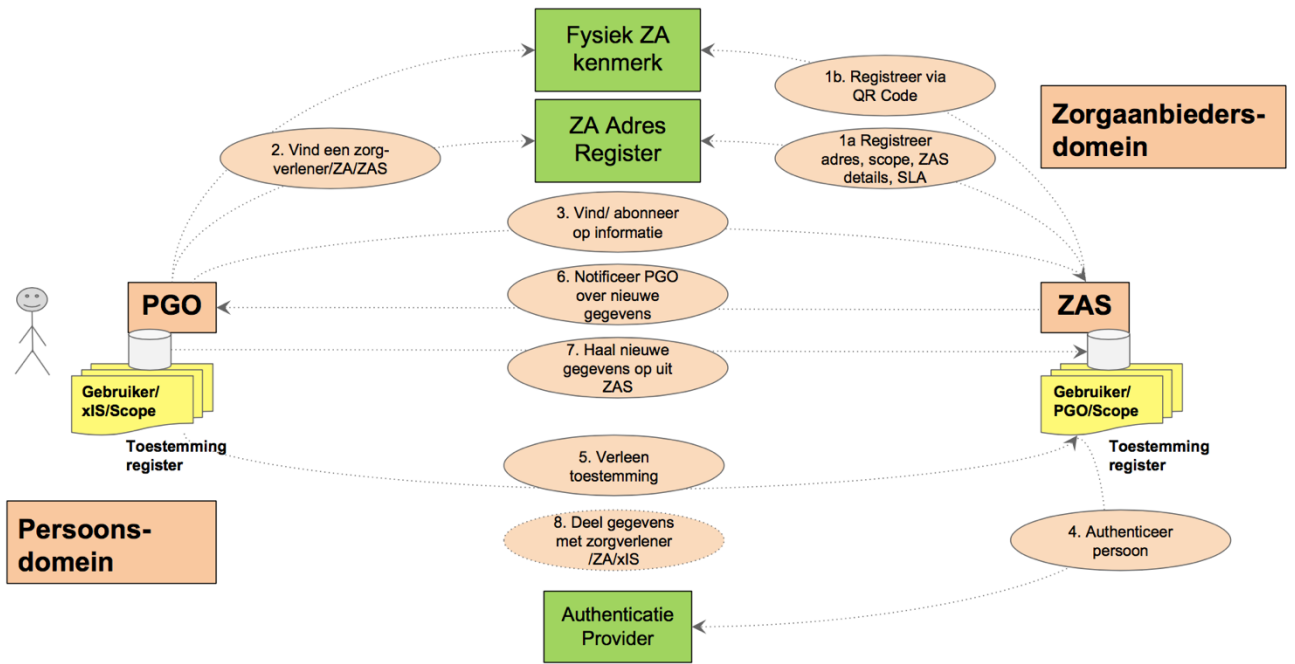 Fysiek ZA
kenmerk
1b. Registreer via
QR Code
Zorgaanbieders-
domein
ZA Adres
Register
2. Vind een zorg-
verlener/ZA/ZAS
1a Registreer
adres, scope, ZAS
details, SLA
3. Vind/ abonneer
op informatie
PGO
6. Notificeer PGO
over nieuwe
gegevens
ZAS
7. Haal nieuwe
gegevens op uit
ZAS
Gebruiker/
xIS/Scope
Toestemming
register
Gebruiker/
PGO/Scope
Toestemming
register
5. Verleen
toestemming
Persoons-
domein
8. Deel gegevens
met zorgverlener
/ZA/xIS
4. Authenticeer
persoon
Authenticatie
Provider